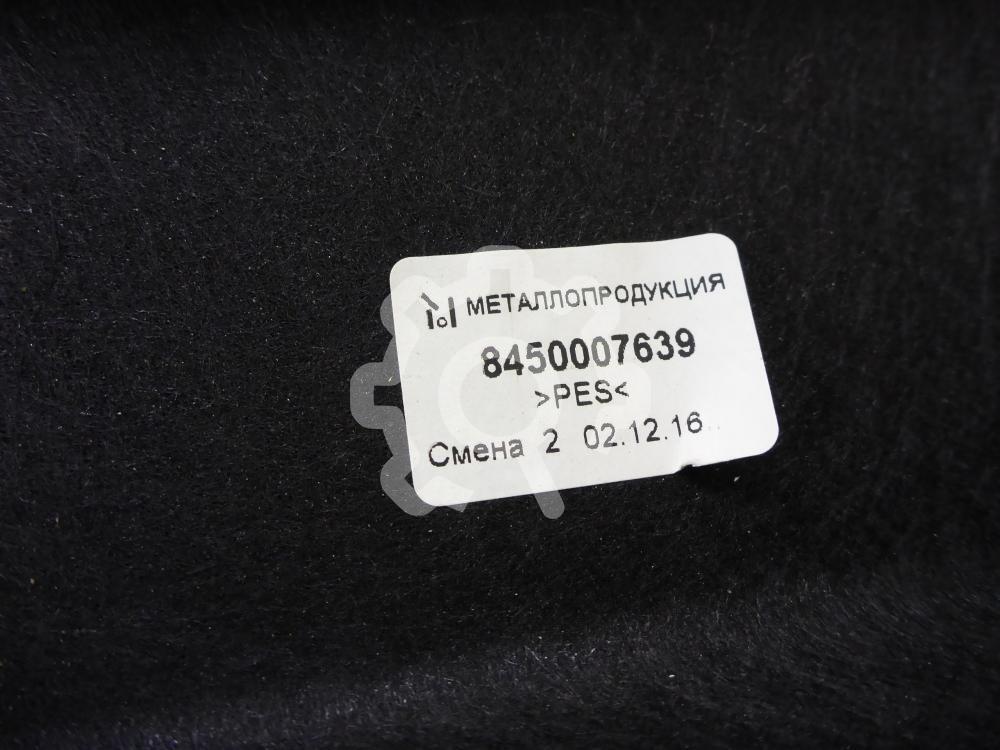 МЕТАЛЛОПРОДУКЦИЯ
8450007639
>PES<
Смена 2 02.12.16